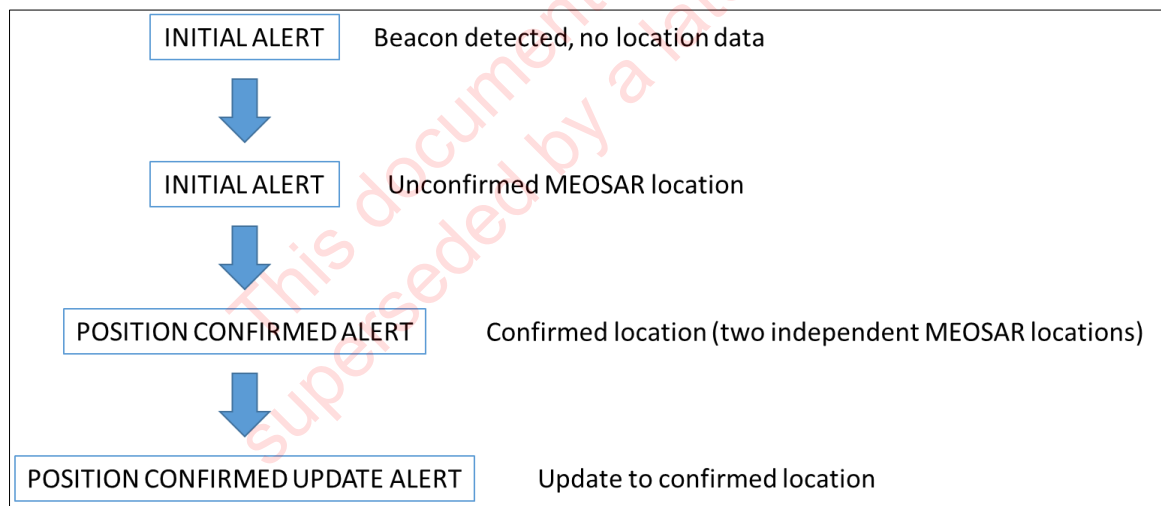 INITIAL ALERT Beacon detected, no location data
INITIAL ALERT Unconfirmed MEOSAR location
POSITION CONFIRMED ALERT Confirmed location (two independent MEOSAR locations)
POSITION CONFIRMED UPDATE ALERT Update to confirmed location
This document
superseded by a late